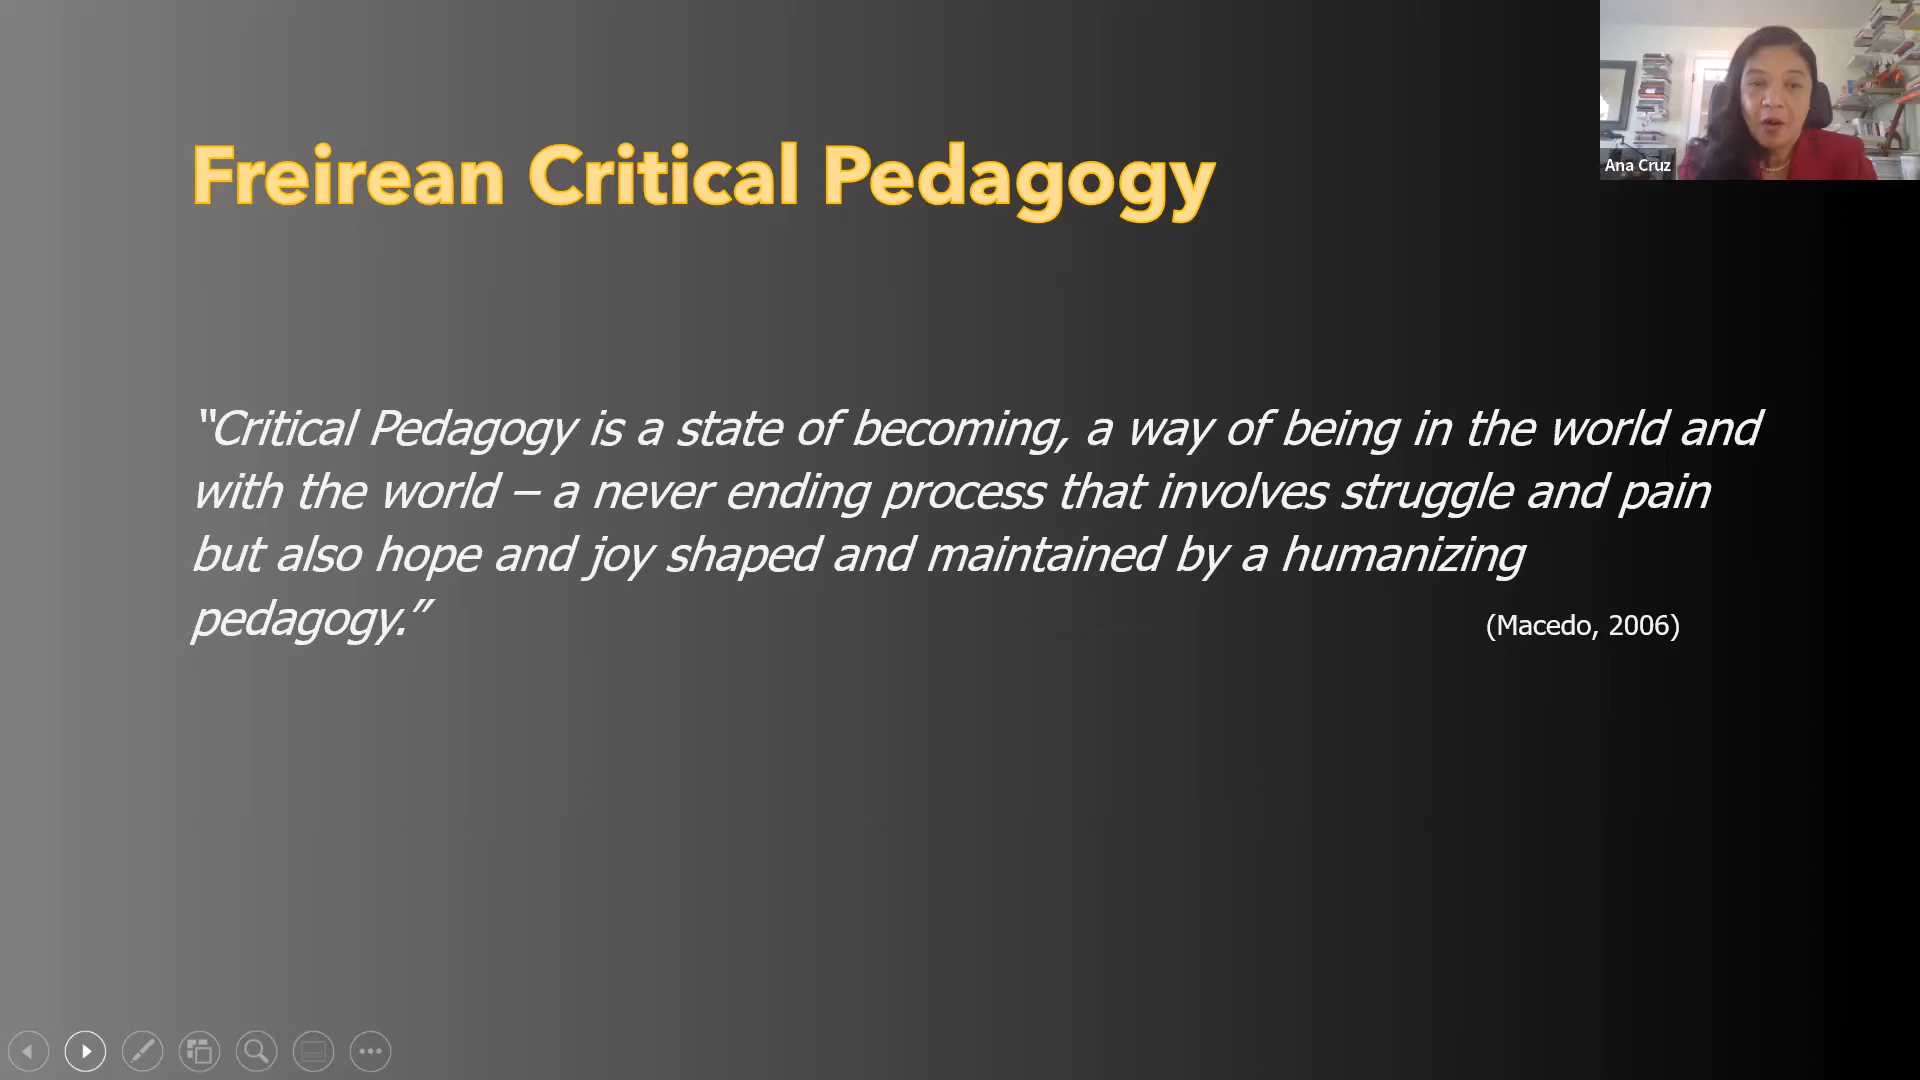 Freirean Critical Pedagogy
Ana Cruz
“Critical Pedagogy is a state of becoming, a way of being in the world and
with the world – a never ending process that involves struggle and pain
but also hope and joy shaped and maintained by a humanizing
pedagogy.”
(Macedo, 2006)